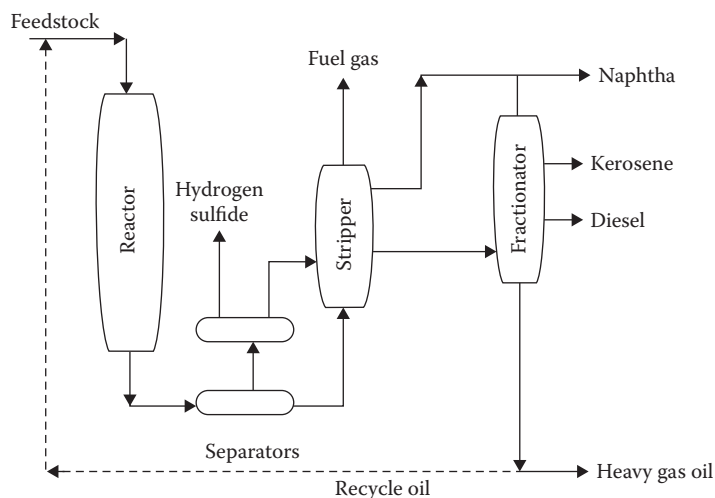 Feedstock
Fuel gas
Naphtha
Hydrogen
sulfide
Reactor
Stripper
Fractionator
Kerosene
Diesel
Separators
Recycle oil
Heavy gas oil